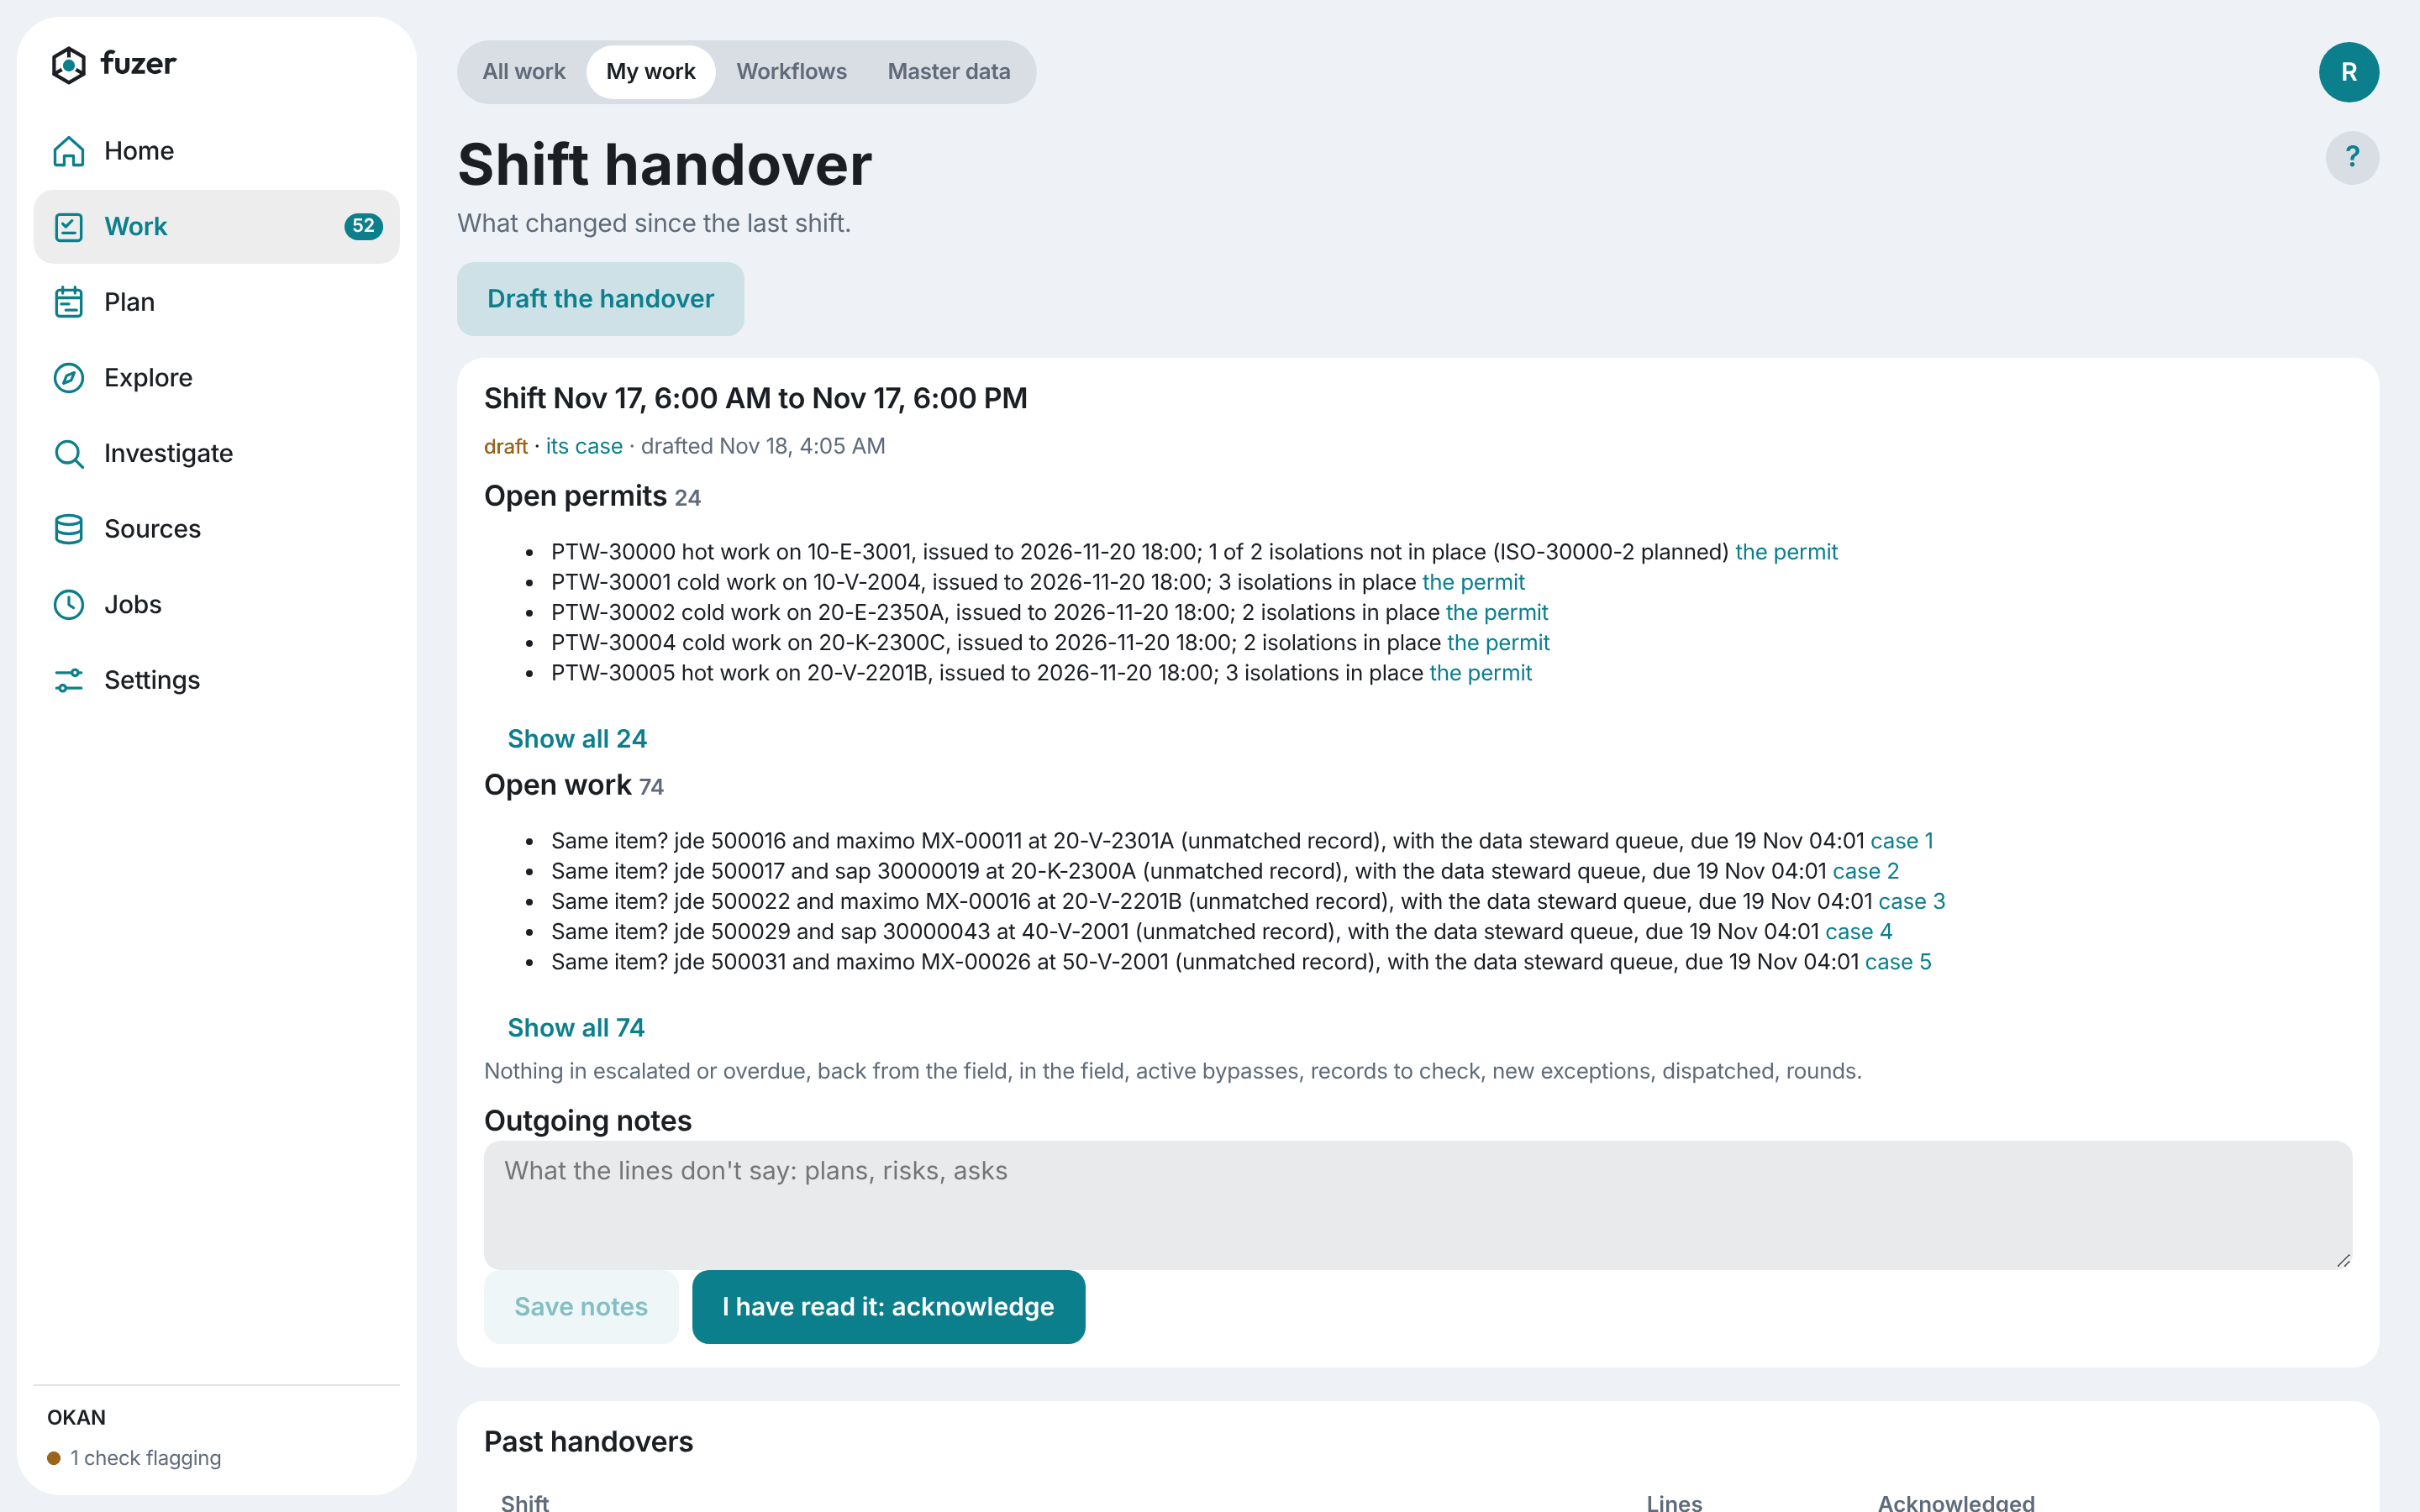 fuzer
Home
Work 52
Plan
Explore
Investigate
Sources
Jobs
Settings
OKAN
1 check flagging
All work My work Workflows Master data
R
Shift handover
?
What changed since the last shift.
Draft the handover
Shift Nov 17, 6:00 AM to Nov 17, 6:00 PM
draft · its case · drafted Nov 18, 4:05 AM
Open permits 24
• PTW-30000 hot work on 10-E-3001, issued to 2026-11-20 18:00; 1 of 2 isolations not in place (ISO-30000-2 planned) the permit
• PTW-30001 cold work on 10-V-2004, issued to 2026-11-20 18:00; 3 isolations in place the permit
• PTW-30002 cold work on 20-E-2350A, issued to 2026-11-20 18:00; 2 isolations in place the permit
• PTW-30004 cold work on 20-K-2300C, issued to 2026-11-20 18:00; 2 isolations in place the permit
• PTW-30005 hot work on 20-V-2201B, issued to 2026-11-20 18:00; 3 isolations in place the permit
Show all 24
Open work 74
• Same item? jde 500016 and maximo MX-00011 at 20-V-2301A (unmatched record), with the data steward queue, due 19 Nov 04:01 case 1
• Same item? jde 500017 and sap 30000019 at 20-K-2300A (unmatched record), with the data steward queue, due 19 Nov 04:01 case 2
• Same item? jde 500022 and maximo MX-00016 at 20-V-2201B (unmatched record), with the data steward queue, due 19 Nov 04:01 case 3
• Same item? jde 500029 and sap 30000043 at 40-V-2001 (unmatched record), with the data steward queue, due 19 Nov 04:01 case 4
• Same item? jde 500031 and maximo MX-00026 at 50-V-2001 (unmatched record), with the data steward queue, due 19 Nov 04:01 case 5
Show all 74
Nothing in escalated or overdue, back from the field, in the field, active bypasses, records to check, new exceptions, dispatched, rounds.
Outgoing notes
What the lines don't say: plans, risks, asks
Save notes I have read it: acknowledge
Past handovers
Shift Lines Acknowledged